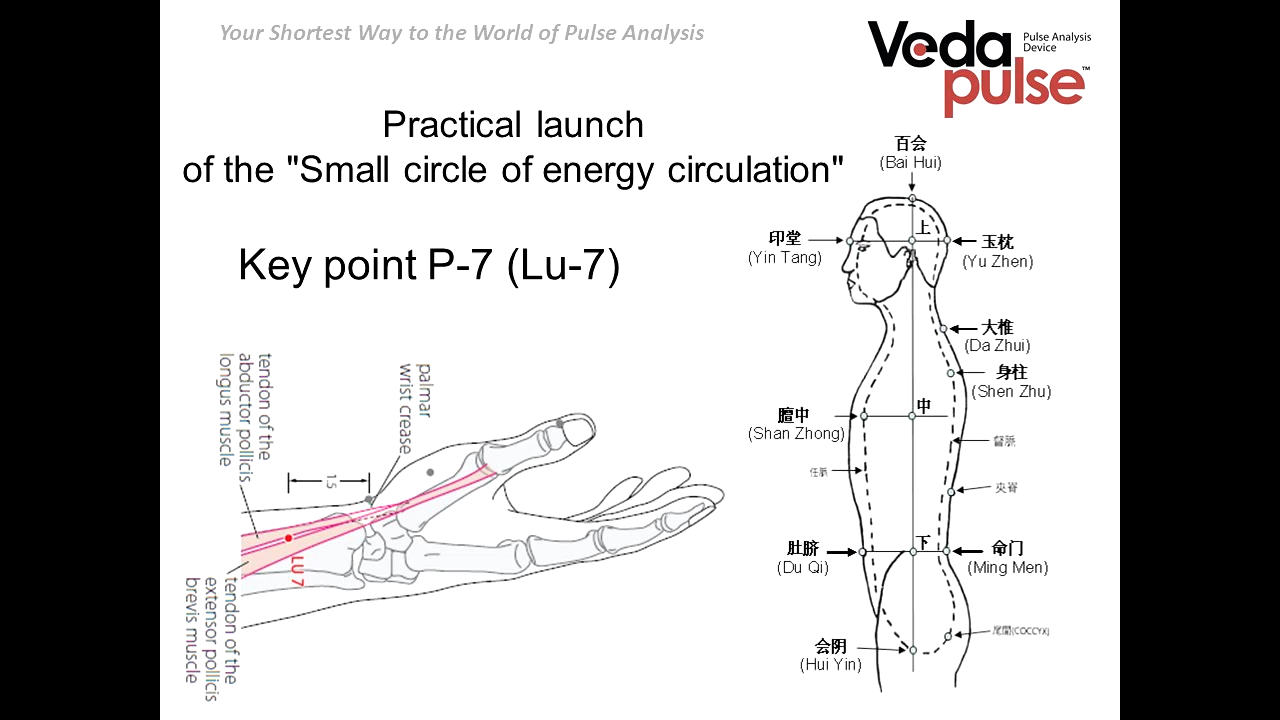 Your Shortest Way to the World of Pulse Analysis
Veda
pulse™
Pulse Analysis
Device
Practical launch
of the "Small circle of energy circulation"
Key point P-7 (Lu-7)
tendon of the
abductor pollicis
longus muscle
palmar
wrist crease
1.5
LU 7
tendon of the
extensor pollicis
brevis muscle
百会
(Bai Hui)
上
印堂
(Yin Tang)
玉枕
(Yu Zhen)
大椎
(Da Zhui)
身柱
(Shen Zhu)
中
膻中
(Shan Zhong)
督脈
任脈
夾脊
下
肚脐
(Du Qi)
命门
(Ming Men)
尾閭(COCCYX)
会阴
(Hui Yin)